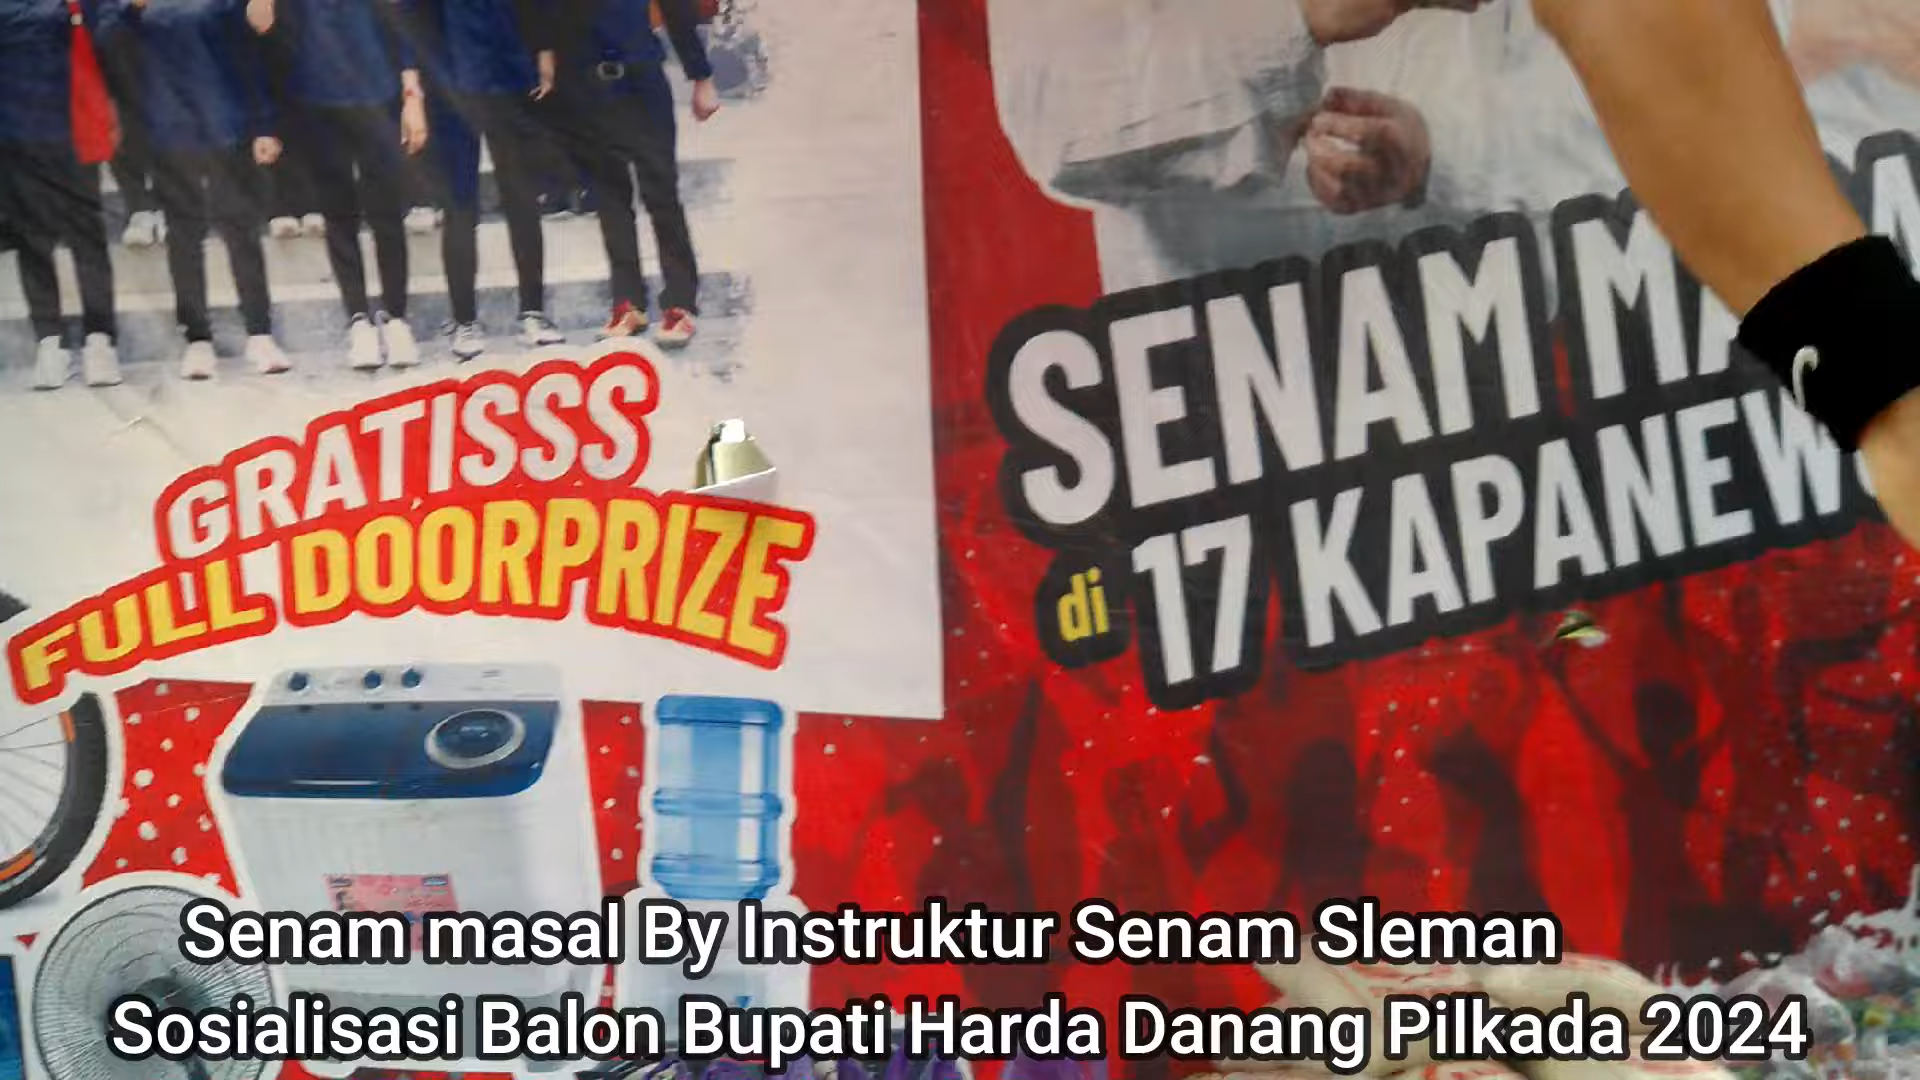 GRATISSS
FULL DOORPRIZE
SENAM
di 17
Senam masal By Instruktur Senam Sleman
Sosialisasi Balon Bupati Harda Danang Pilkada 2024